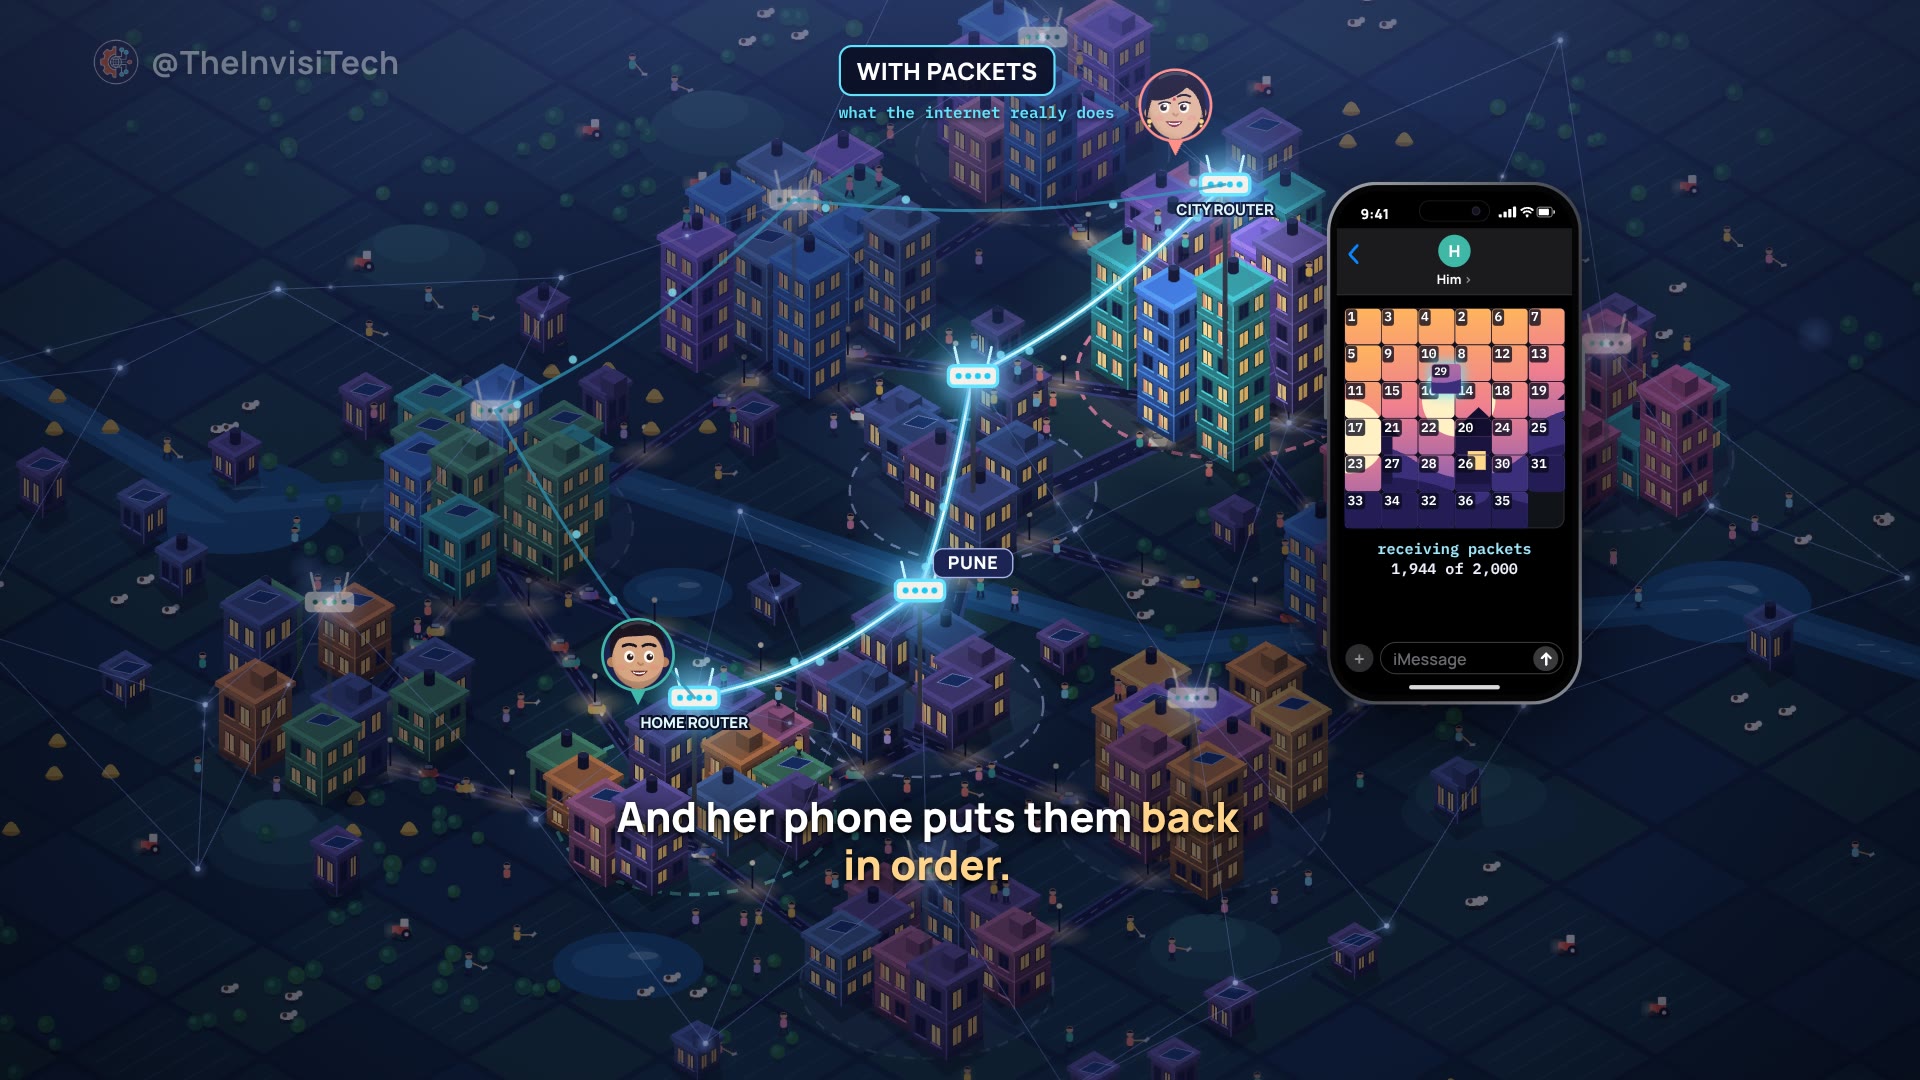 @TheInvisiTech
WITH PACKETS
what the internet really does
CITY ROUTER
9:41
H
Him ›
1 3 4 2 6 7
5 9 10 8 12 13
29
11 15 16 14 18 19
17 21 22 20 24 25
23 27 28 26 30 31
33 34 32 36 35
receiving packets
1,944 of 2,000
+ iMessage
PUNE
HOME ROUTER
And her phone puts them back
in order.